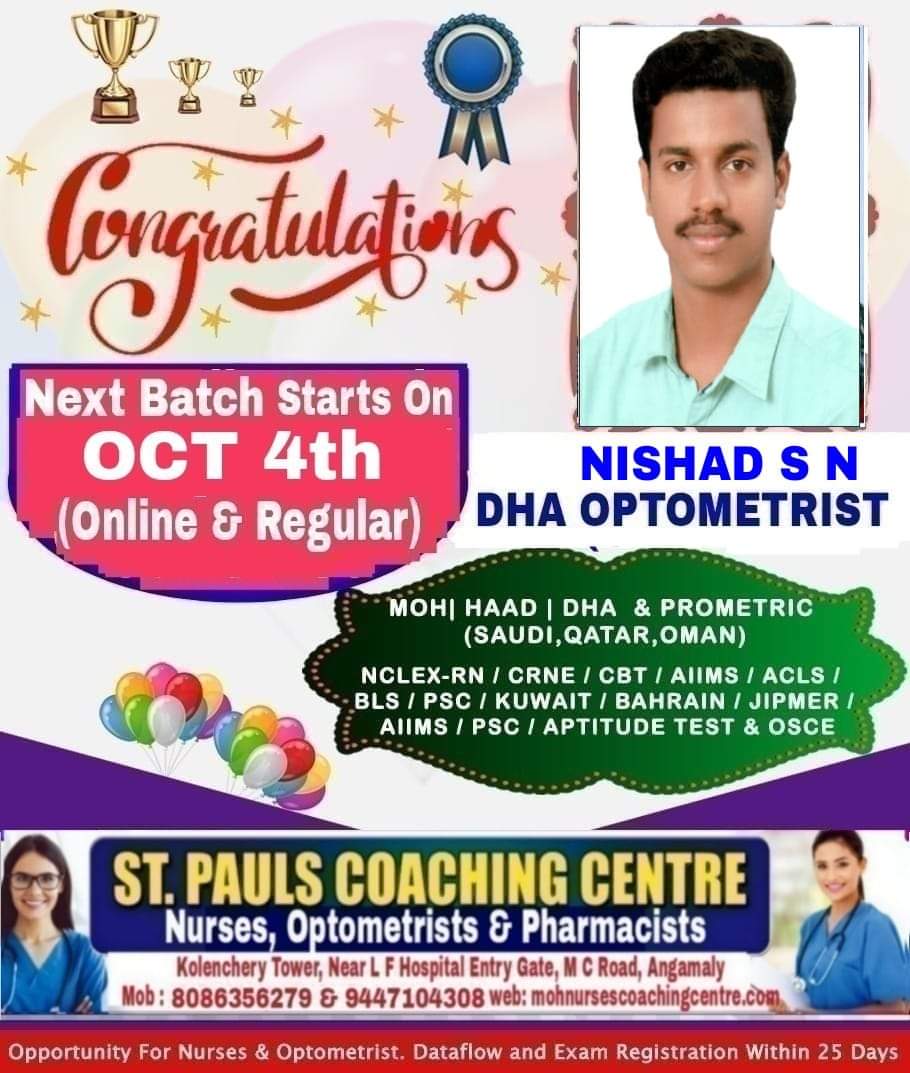 Congratulations
Next Batch Starts On
OCT 4th
(Online & Regular)
NISHAD S N
DHA OPTOMETRIST
MOH| HAAD | DHA & PROMETRIC
(SAUDI,QATAR,OMAN)
NCLEX-RN / CRNE / CBT / AIIMS / ACLS /
BLS / PSC / KUWAIT / BAHRAIN / JIPMER /
AIIMS / PSC / APTITUDE TEST & OSCE
ST. PAULS COACHING CENTRE
Nurses, Optometrists & Pharmacists
Kolenchery Tower, Near L F Hospital Entry Gate, M C Road, Angamaly
Mob : 8086356279 & 9447104308 web: mohnursescoachingcentre.com
Opportunity For Nurses & Optometrist. Dataflow and Exam Registration Within 25 Days